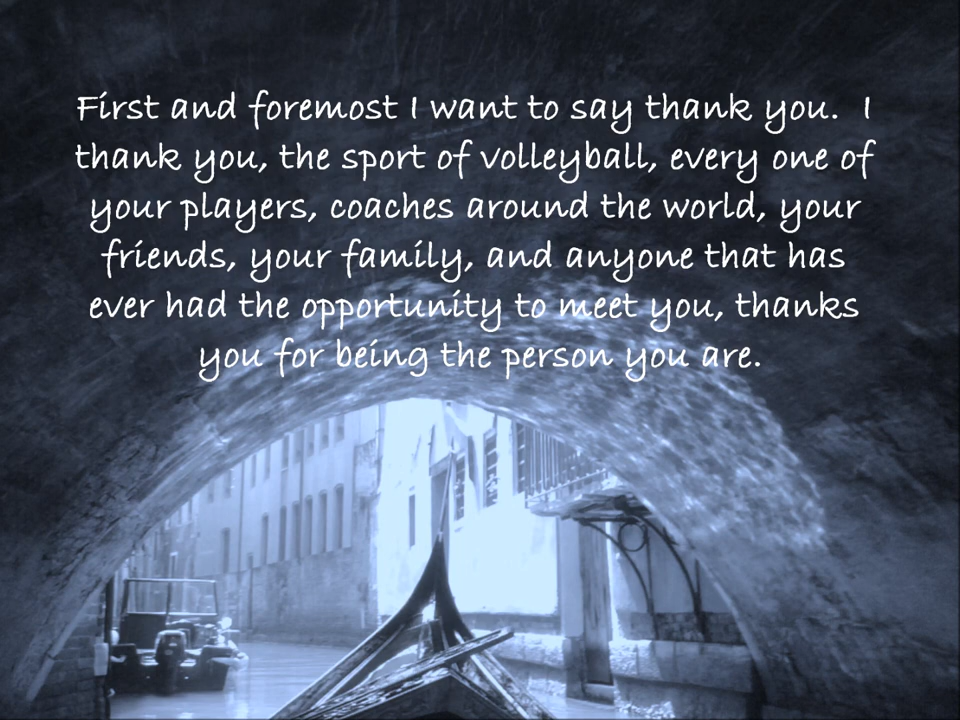 First and foremost I want to say thank you.  I
thank you, the sport of volleyball, every one of
your players, coaches around the world, your
friends, your family, and anyone that has
ever had the opportunity to meet you, thanks
you for being the person you are.